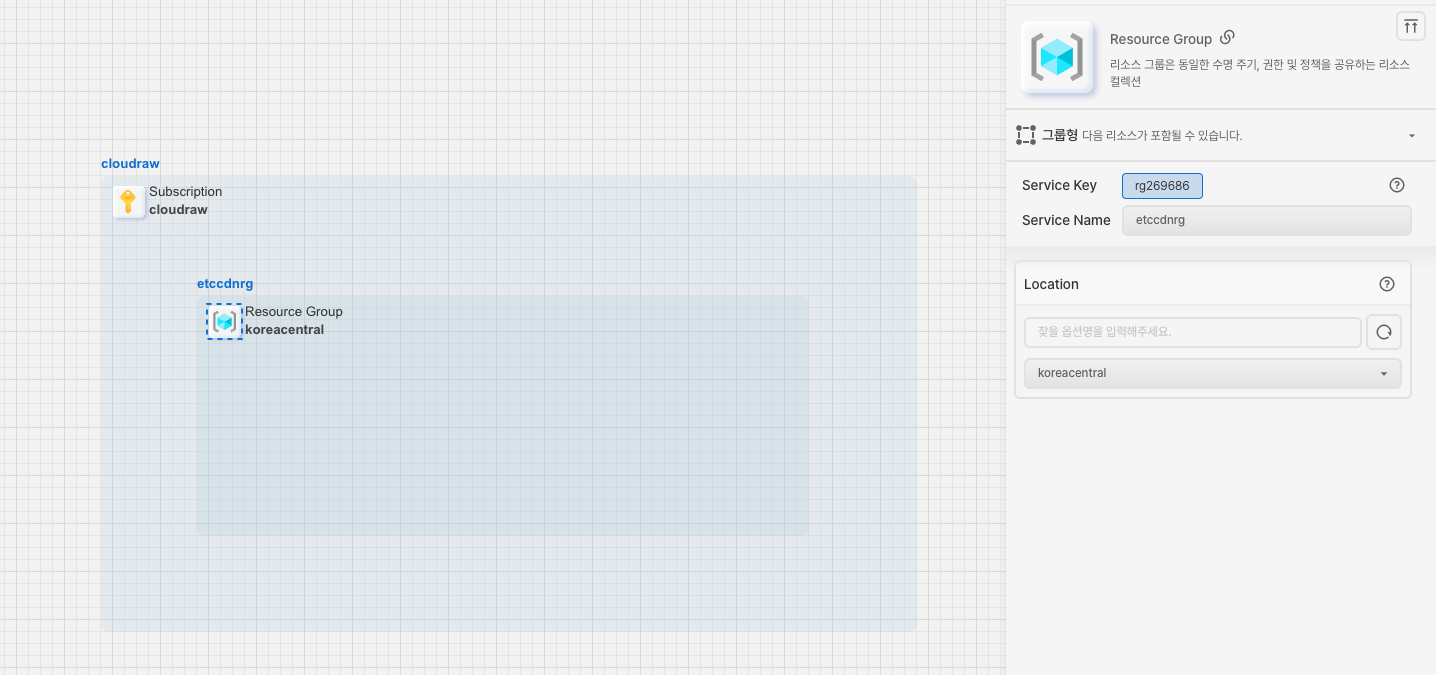 cloudraw
Subscription
cloudraw
etccdnrg
Resource Group
koreacentral
Resource Group
리소스 그룹은 동일한 수명 주기, 권한 및 정책을 공유하는 리소스
컬렉션
그룹형 다음 리소스가 포함될 수 있습니다.
Service Key rg269686
Service Name etccdnrg
Location
찾을 옵션명을 입력해주세요.
koreacentral